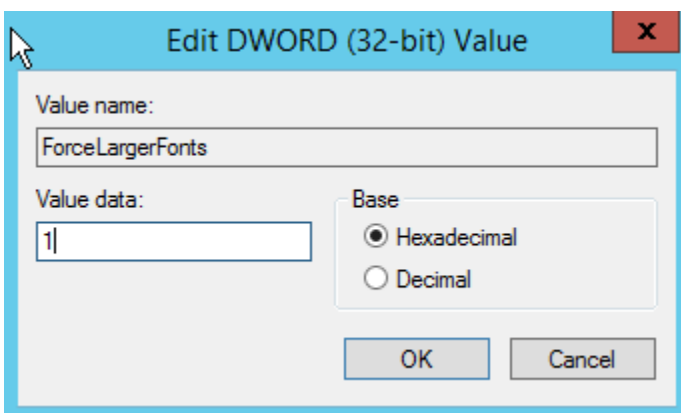 Edit DWORD (32-bit) Value
x
Value name:
ForceLargerFonts
Value data:
1
Base
Hexadecimal
Decimal
OK
Cancel